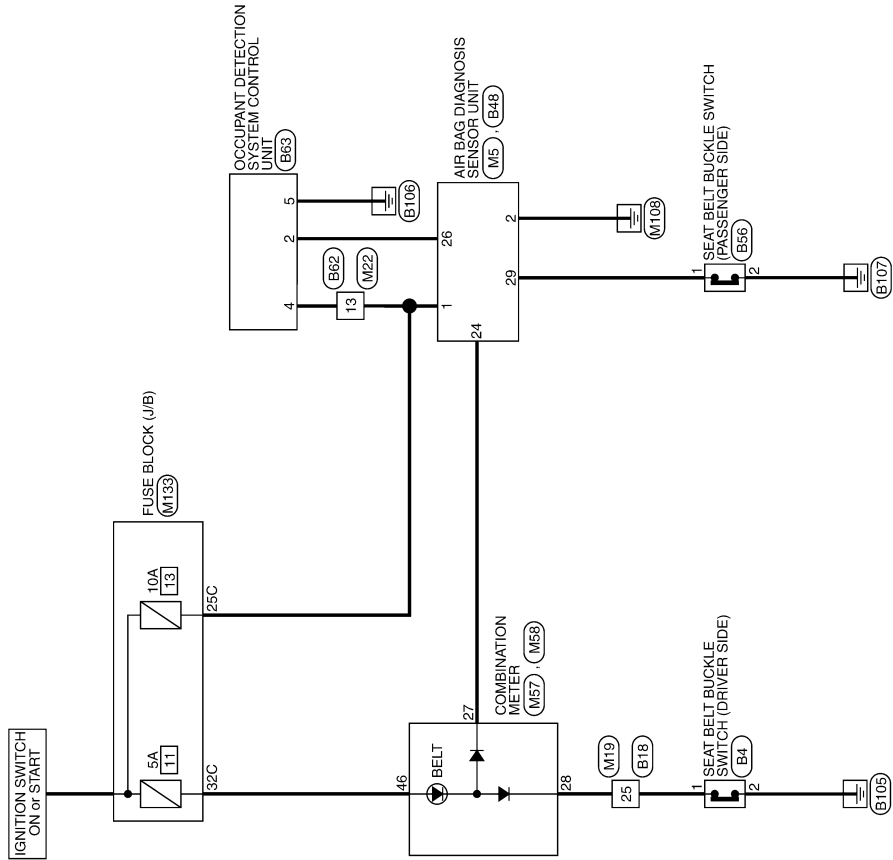 IGNITION SWITCH
ON or START
FUSE BLOCK (J/B)
M133
5A
11
10A
13
32C
25C
OCCUPANT DETECTION
SYSTEM CONTROL
UNIT
B63
4
2
5
13
B62
M22
B106
AIR BAG DIAGNOSIS
SENSOR UNIT
M5 , B48
1
26
24
29
2
M108
46
27
BELT
COMBINATION
METER
M57 , M58
28
25
M19
B18
1
SEAT BELT BUCKLE
SWITCH (DRIVER SIDE)
B4
2
B105
1
SEAT BELT BUCKLE SWITCH
(PASSENGER SIDE)
B56
2
B107